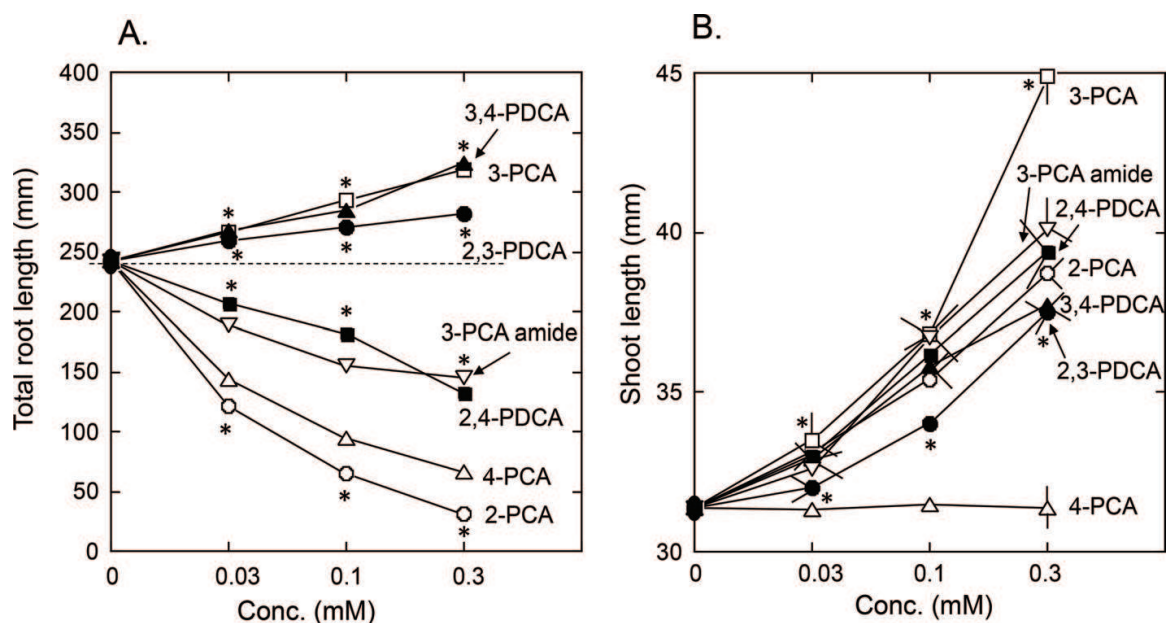 A.
400
350
300
250
200
150
100
50
0
Total root length (mm)
0
0.03
0.1
0.3
Conc. (mM)
*
*
*
*
*
*
*
*
*
*
*
*
3,4-PDCA
3-PCA
2,3-PDCA
3-PCA amide
2,4-PDCA
4-PCA
2-PCA
B.
45
40
35
30
Shoot length (mm)
0
0.03
0.1
0.3
Conc. (mM)
*
*
*
*
*
*
3-PCA
3-PCA amide
2,4-PDCA
2-PCA
3,4-PDCA
2,3-PDCA
4-PCA